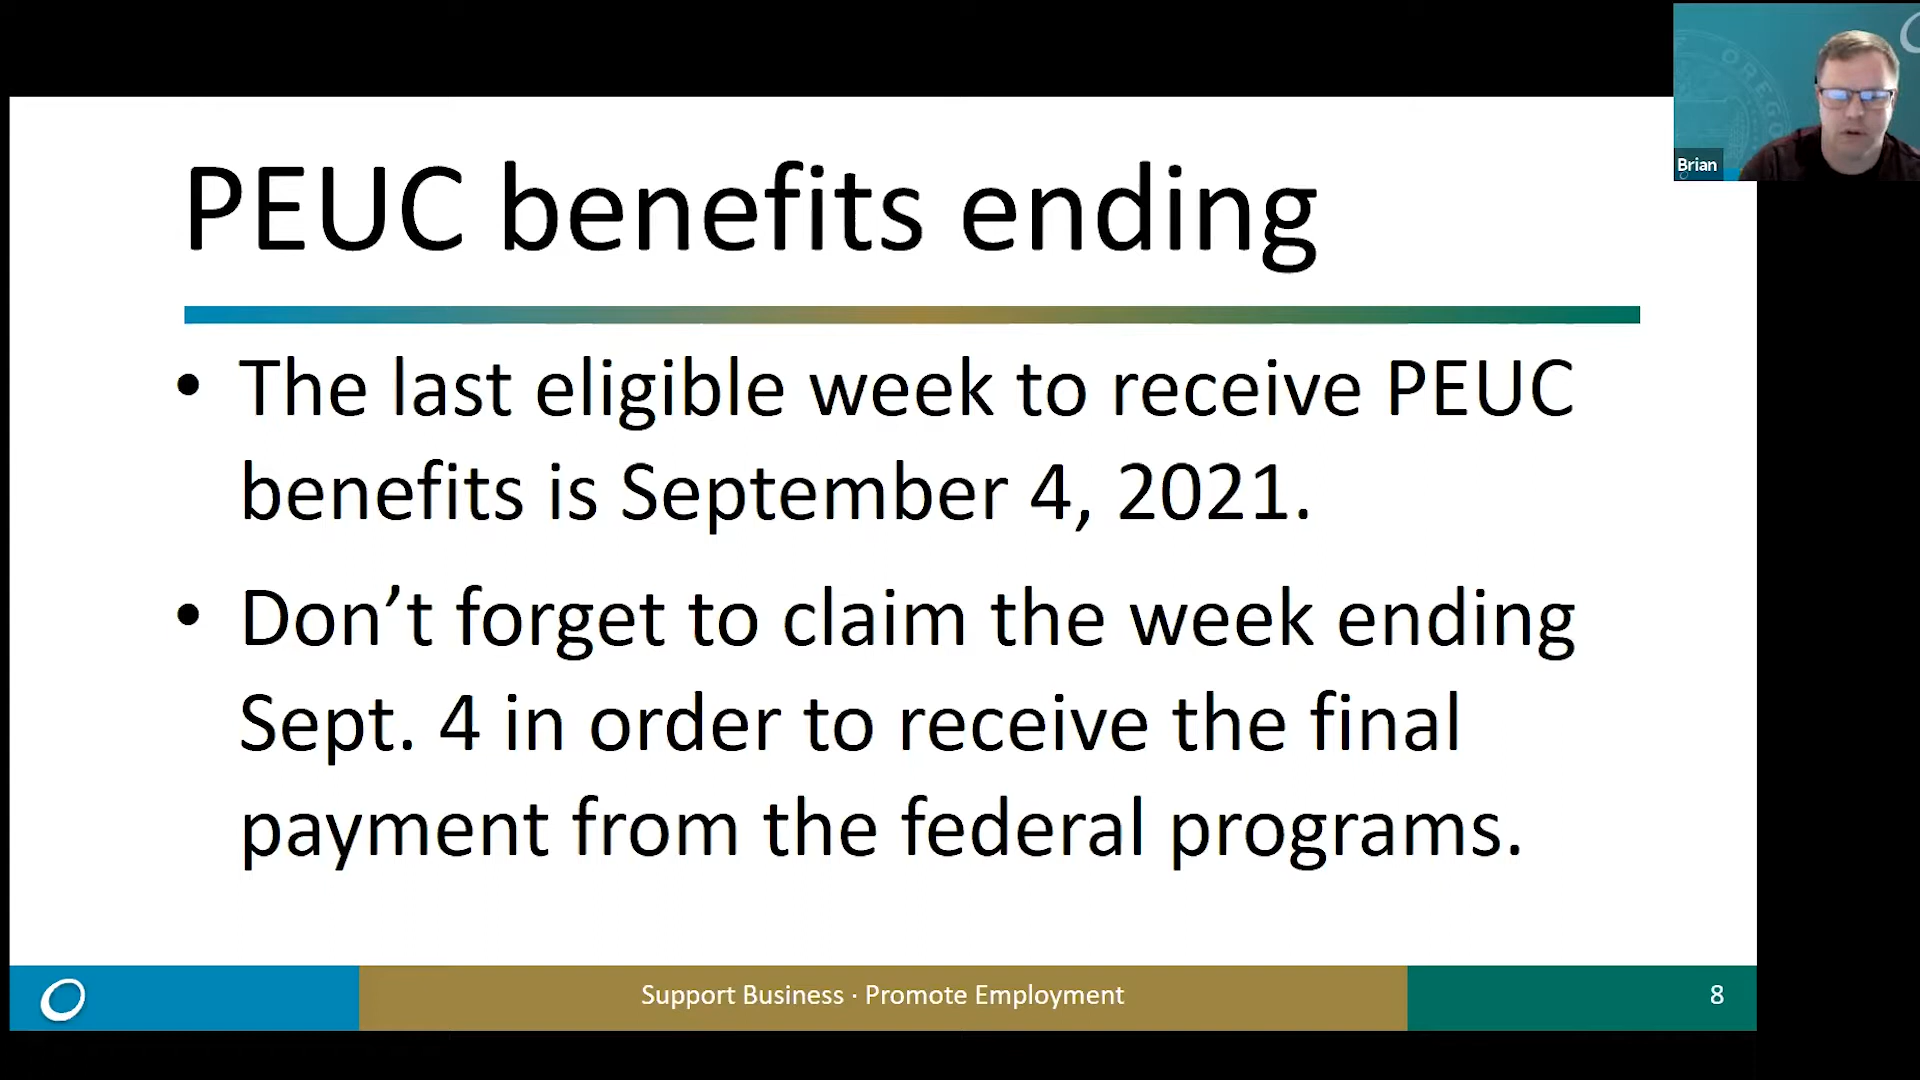 PEUC benefits ending
• The last eligible week to receive PEUC
benefits is September 4, 2021.
• Don’t forget to claim the week ending
Sept. 4 in order to receive the final
payment from the federal programs.
Support Business · Promote Employment
8
OREGO
Brian